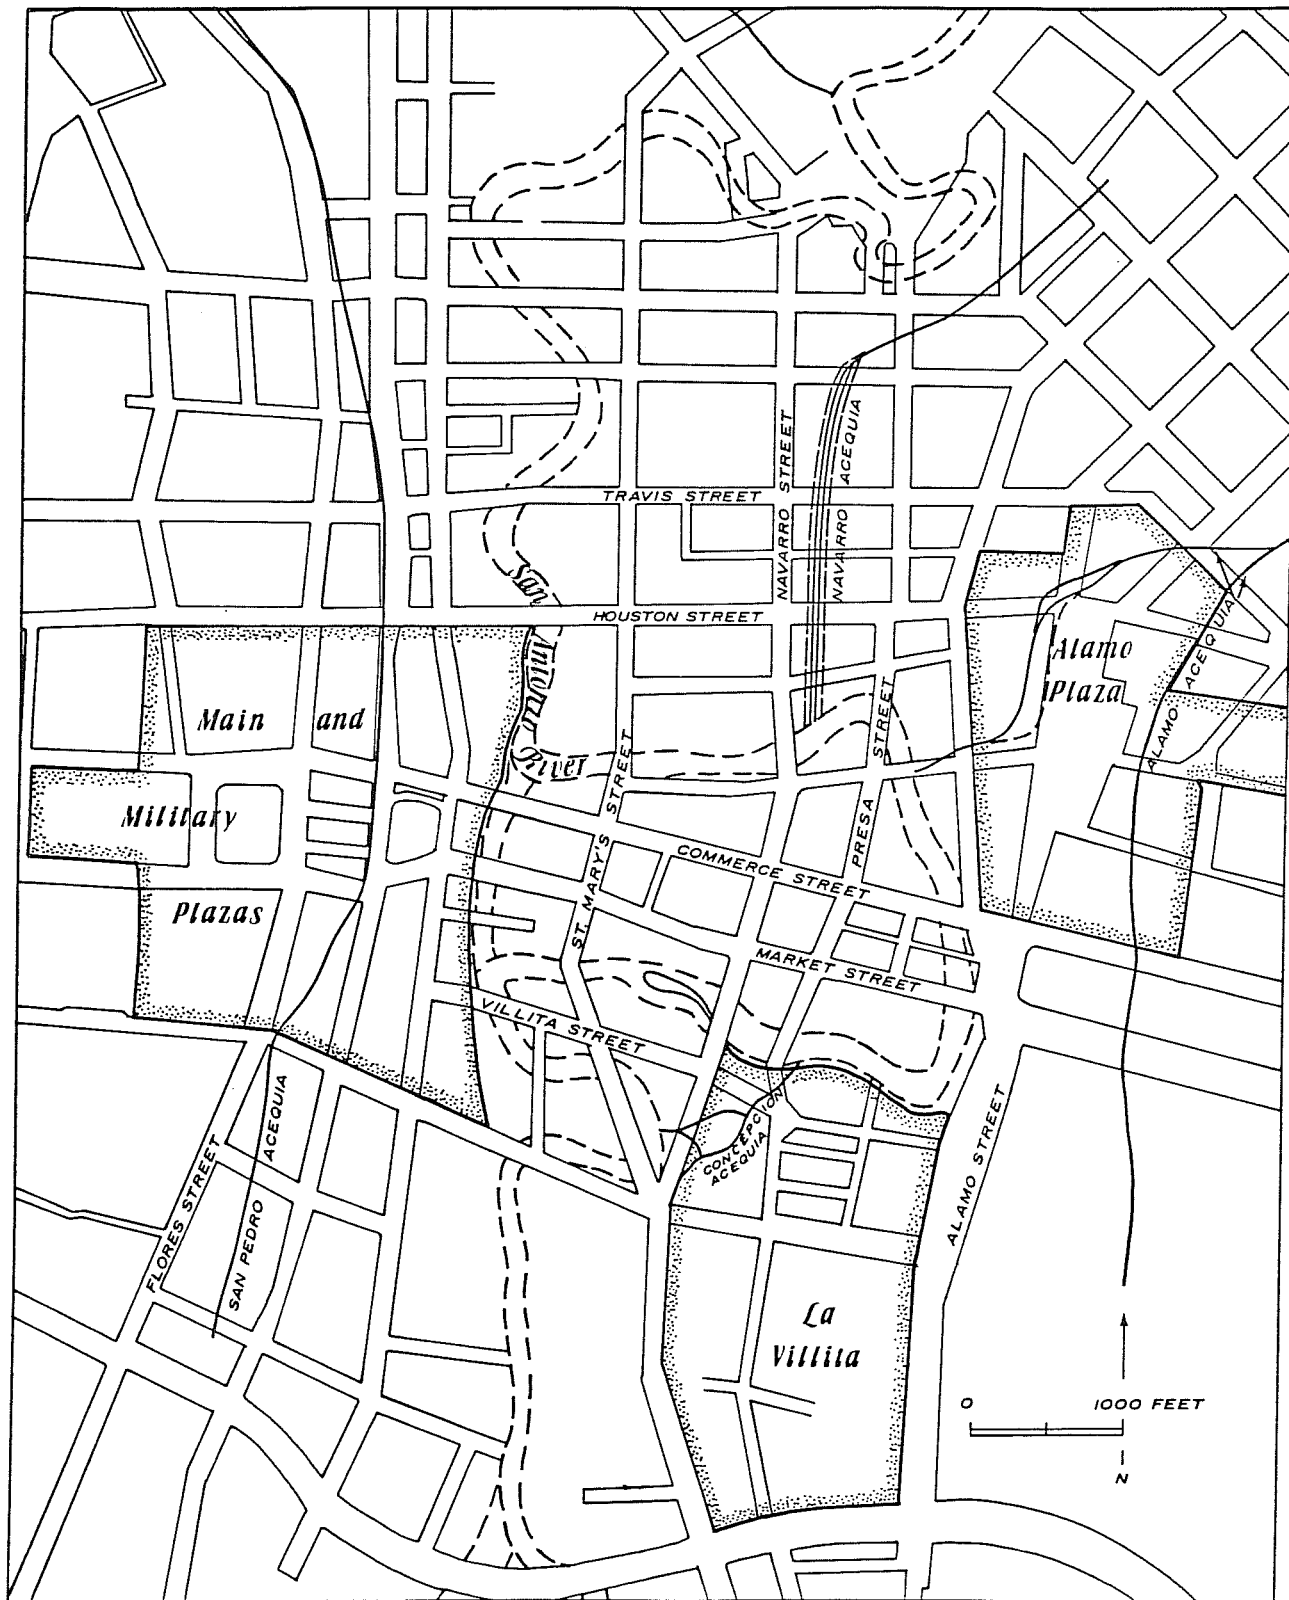 TRAVIS STREET
NAVARRO STREET
NAVARRO ACEQUIA
San
Antonio
River
HOUSTON STREET
Alamo
Plaza
ALAMO ACEQUIA
Main and
Military
Plazas
ST. MARY'S STREET
PRESA STREET
COMMERCE STREET
MARKET STREET
VILLITA STREET
CONCEPCION
ACEQUIA
FLORES STREET
SAN PEDRO ACEQUIA
ALAMO STREET
La
Villita
0 1000 FEET
N